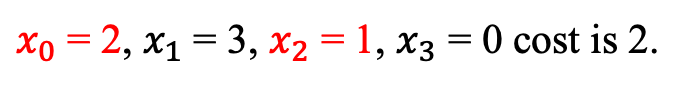 x₀ = 2, x₁ = 3, x₂ = 1, x₃ = 0 cost is 2.